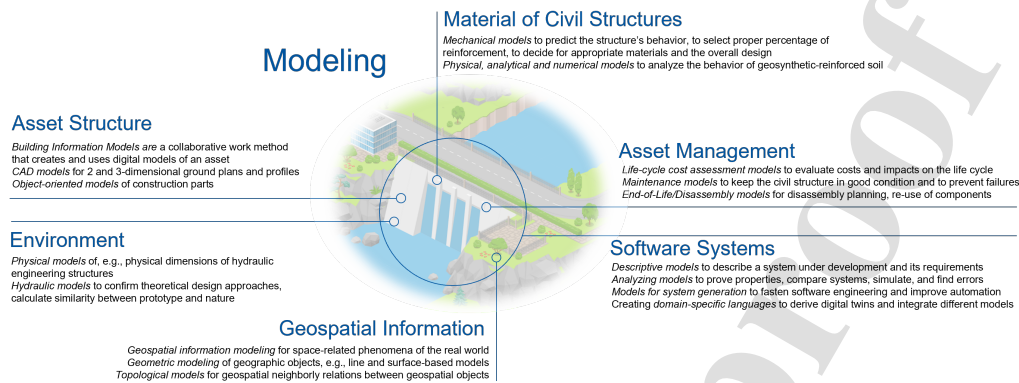 Modeling
Material of Civil Structures
Mechanical models to predict the structure's behavior, to select proper percentage of
reinforcement, to decide for appropriate materials and the overall design
Physical, analytical and numerical models to analyze the behavior of geosynthetic-reinforced soil
Asset Structure
Building Information Models are a collaborative work method
that creates and uses digital models of an asset
CAD models for 2 and 3-dimensional ground plans and profiles
Object-oriented models of construction parts
Asset Management
Life-cycle cost assessment models to evaluate costs and impacts on the life cycle
Maintenance models to keep the civil structure in good condition and to prevent failures
End-of-Life/Disassembly models for disassembly planning, re-use of components
Environment
Physical models of, e.g., physical dimensions of hydraulic
engineering structures
Hydraulic models to confirm theoretical design approaches,
calculate similarity between prototype and nature
Software Systems
Descriptive models to describe a system under development and its requirements
Analyzing models to prove properties, compare systems, simulate, and find errors
Models for system generation to fasten software engineering and improve automation
Creating domain-specific languages to derive digital twins and integrate different models
Geospatial Information
Geospatial information modeling for space-related phenomena of the real world
Geometric modeling of geographic objects, e.g., line and surface-based models
Topological models for geospatial neighborly relations between geospatial objects
proof